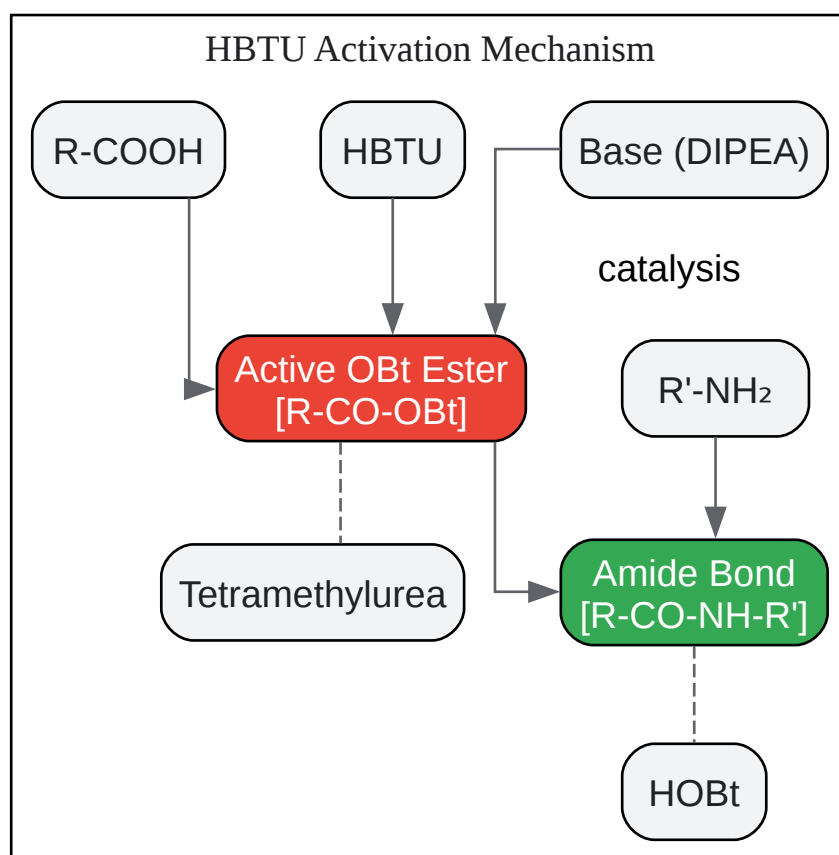 HBTU Activation Mechanism
R-COOH
HBTU
Base (DIPEA)
catalysis
Active OBt Ester
[R-CO-OBt]
R'-NH₂
Tetramethylurea
Amide Bond
[R-CO-NH-R']
HOBt